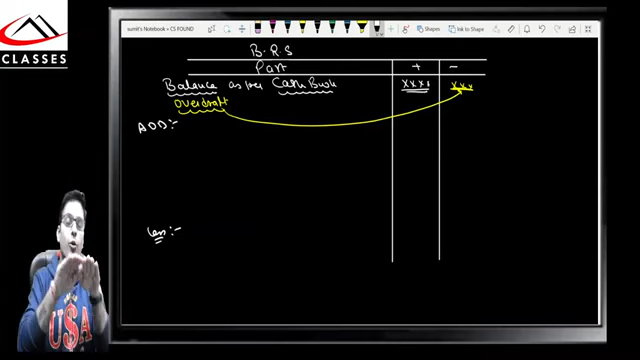 CLASSES
sumit's Notebook • CS FOUND
Shapes
Ink to Shape
B.R.S
Part + -
Balance as per Cash Book xxxx xxx
overdraft
ADD:-
Less:-
USA